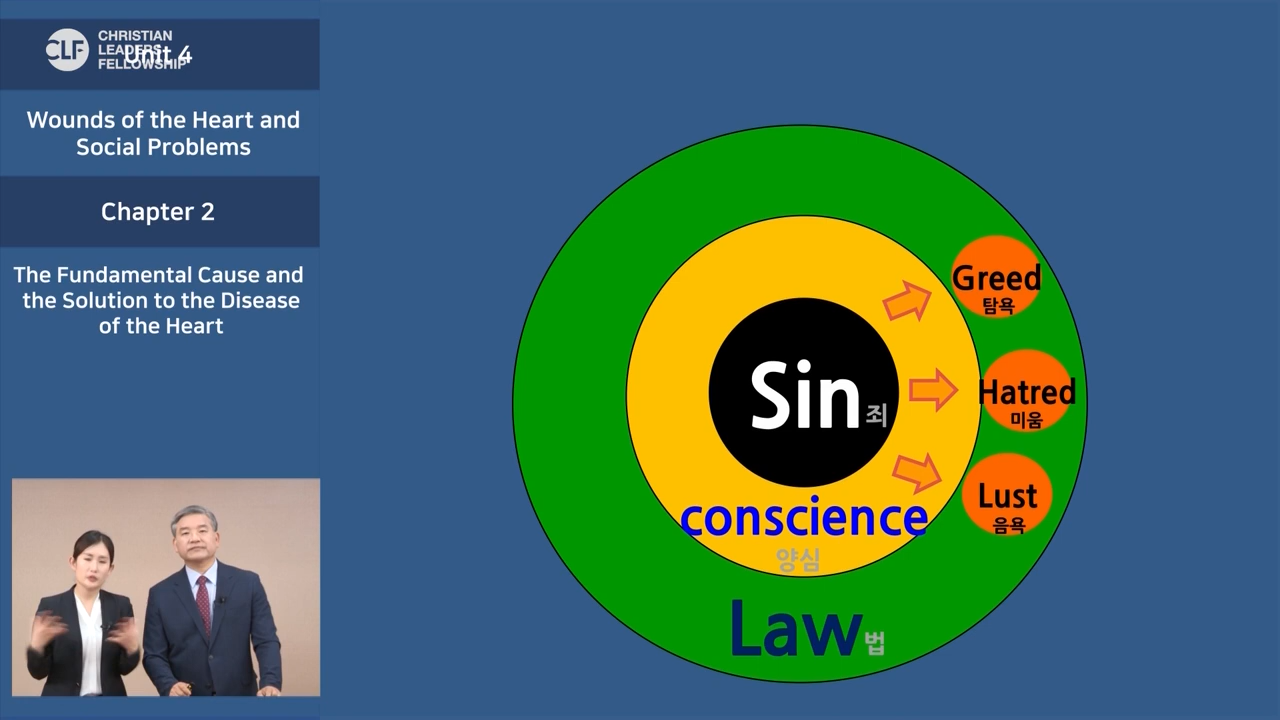 CLF
CHRISTIAN
LEADERS
FELLOWSHIP
Unit 4
Wounds of the Heart and
Social Problems
Chapter 2
The Fundamental Cause and
the Solution to the Disease
of the Heart
Greed
탐욕
Hatred
미움
Sin 죄
Lust
음욕
conscience
양심
Law 법